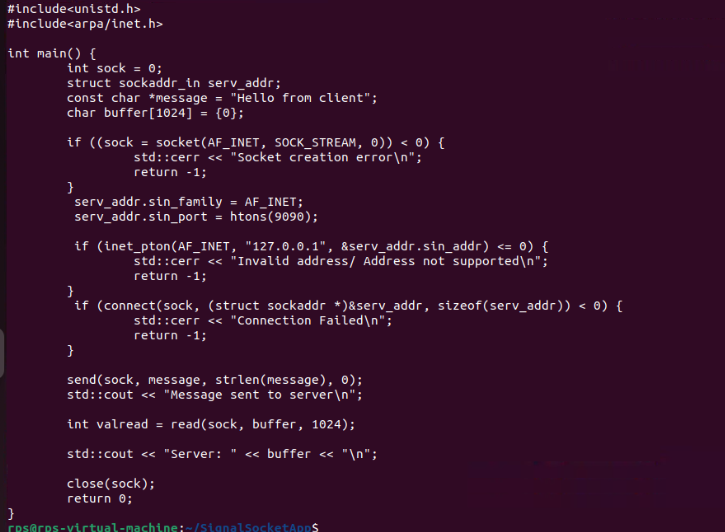 #include<unistd.h>
#include<arpa/inet.h>

int main() {
        int sock = 0;
        struct sockaddr_in serv_addr;
        const char *message = "Hello from client";
        char buffer[1024] = {0};

        if ((sock = socket(AF_INET, SOCK_STREAM, 0)) < 0) {
                std::cerr << "Socket creation error\n";
                return -1;
        }
         serv_addr.sin_family = AF_INET;
         serv_addr.sin_port = htons(9090);

         if (inet_pton(AF_INET, "127.0.0.1", &serv_addr.sin_addr) <= 0) {
                std::cerr << "Invalid address/ Address not supported\n";
                return -1;
        }
         if (connect(sock, (struct sockaddr *)&serv_addr, sizeof(serv_addr)) < 0) {
                std::cerr << "Connection Failed\n";
                return -1;
        }

        send(sock, message, strlen(message), 0);
        std::cout << "Message sent to server\n";

        int valread = read(sock, buffer, 1024);

        std::cout << "Server: " << buffer << "\n";

        close(sock);
        return 0;
}
rps@rps-virtual-machine:~/SignalSocketApp$